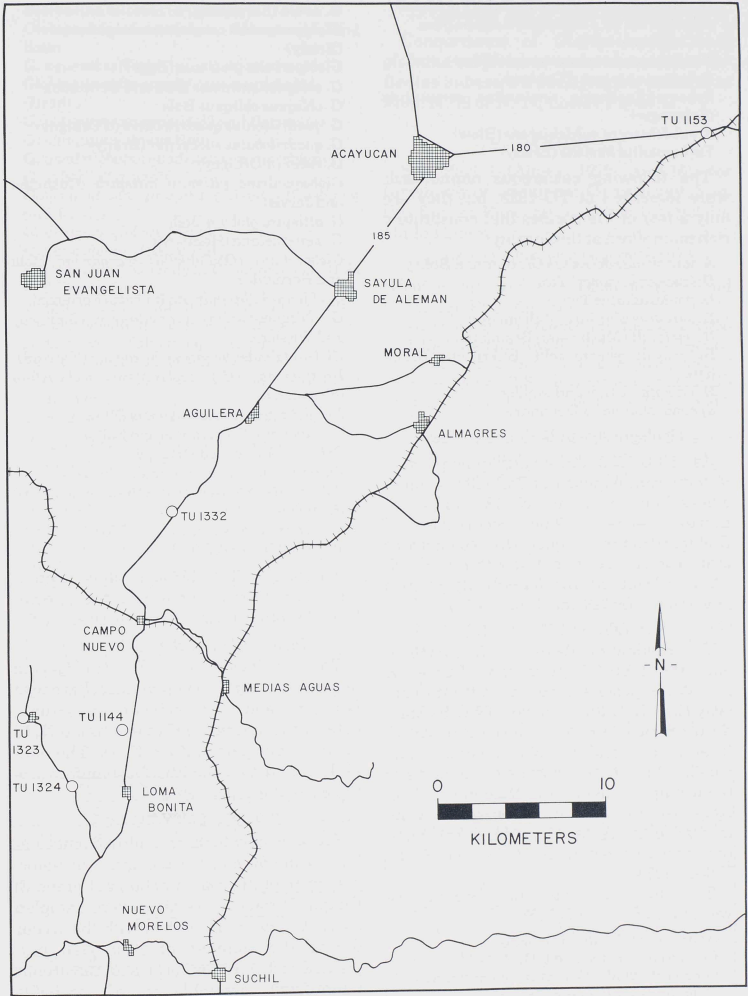 TU 1153
ACAYUCAN
180
185
SAN JUAN
EVANGELISTA
SAYULA
DE ALEMAN
MORAL
AGUILERA
ALMAGRES
TU 1332
CAMPO
NUEVO
- N -
MEDIAS AGUAS
TU
1323
TU 1144
TU 1324
LOMA
BONITA
0 10
KILOMETERS
NUEVO
MORELOS
SUCHIL